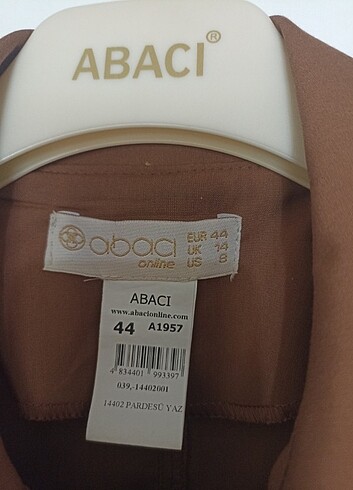 ABACI®
abaci
online
EUR 44
UK 14
US 8
ABACI
www.abacionline.com
44 A1957
4 834401 993397
039,-14402001
14402 PARDESÜ YAZ